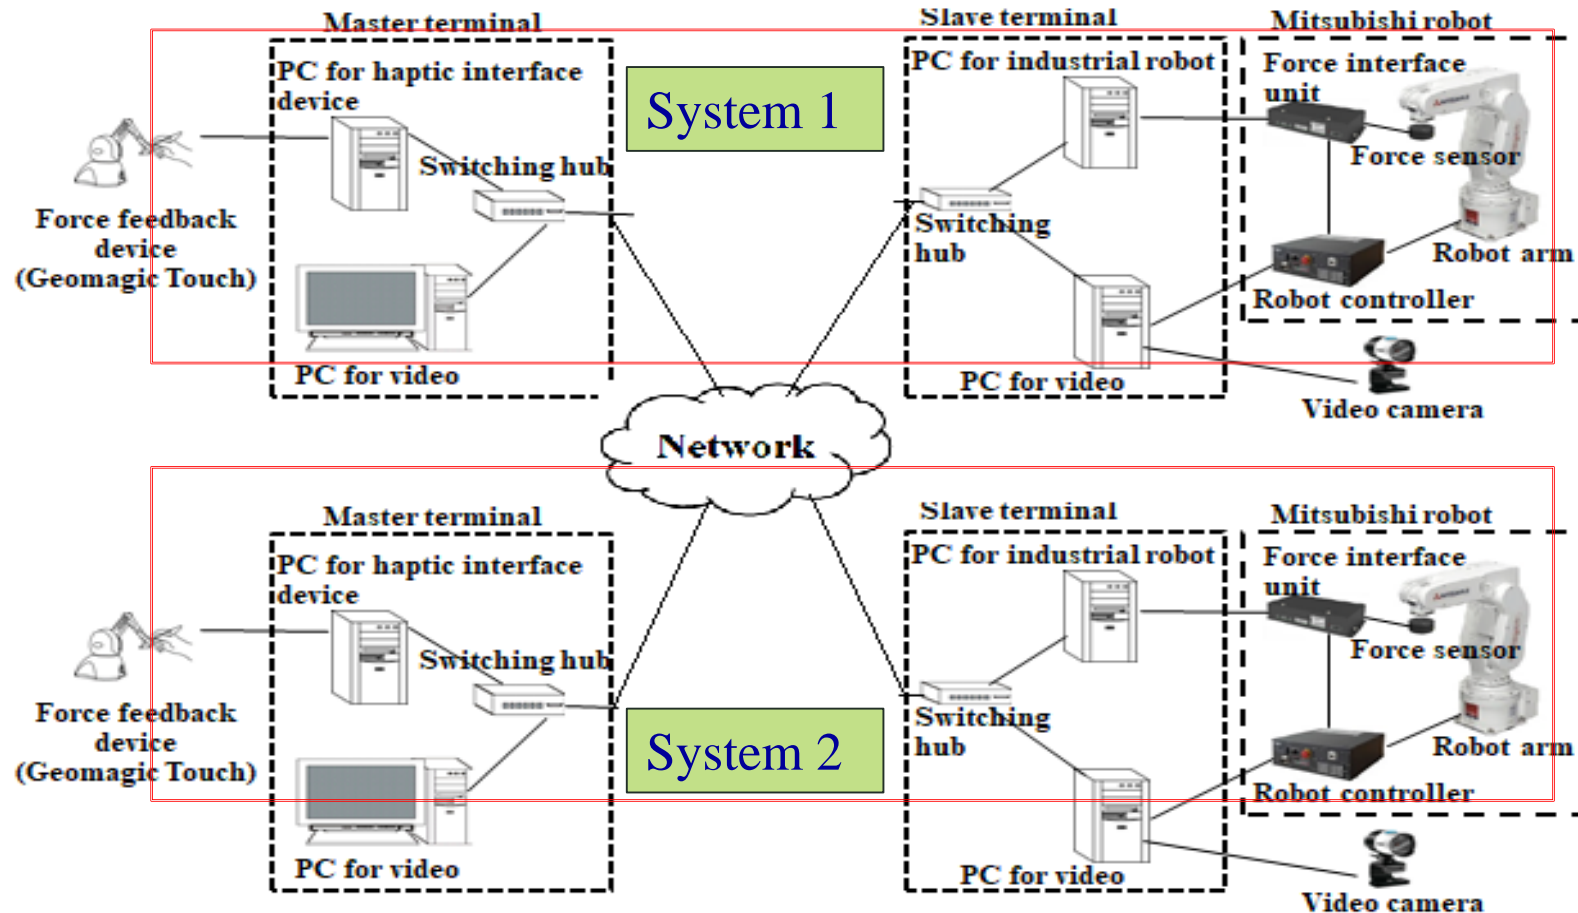 Master terminal
PC for haptic interface
device
Switching hub
Force feedback
device
(Geomagic Touch)
PC for video
System 1
Slave terminal
PC for industrial robot
Switching
hub
PC for video
Mitsubishi robot
Force interface
unit
Force sensor
Robot arm
Robot controller
Video camera
Network
Master terminal
PC for haptic interface
device
Switching hub
Force feedback
device
(Geomagic Touch)
PC for video
System 2
Slave terminal
PC for industrial robot
Switching
hub
PC for video
Mitsubishi robot
Force interface
unit
Force sensor
Robot arm
Robot controller
Video camera